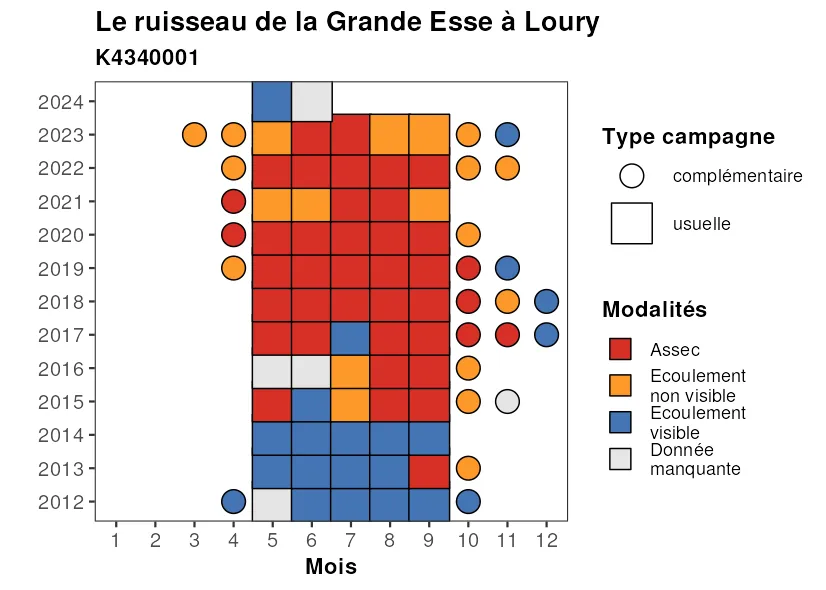 Le ruisseau de la Grande Esse à Loury
K4340001
2024
2023
2022
2021
2020
2019
2018
2017
2016
2015
2014
2013
2012
1 2 3 4 5 6 7 8 9 10 11 12
Mois
Type campagne
complémentaire
usuelle
Modalités
Assec
Ecoulement
non visible
Ecoulement
visible
Donnée
manquante